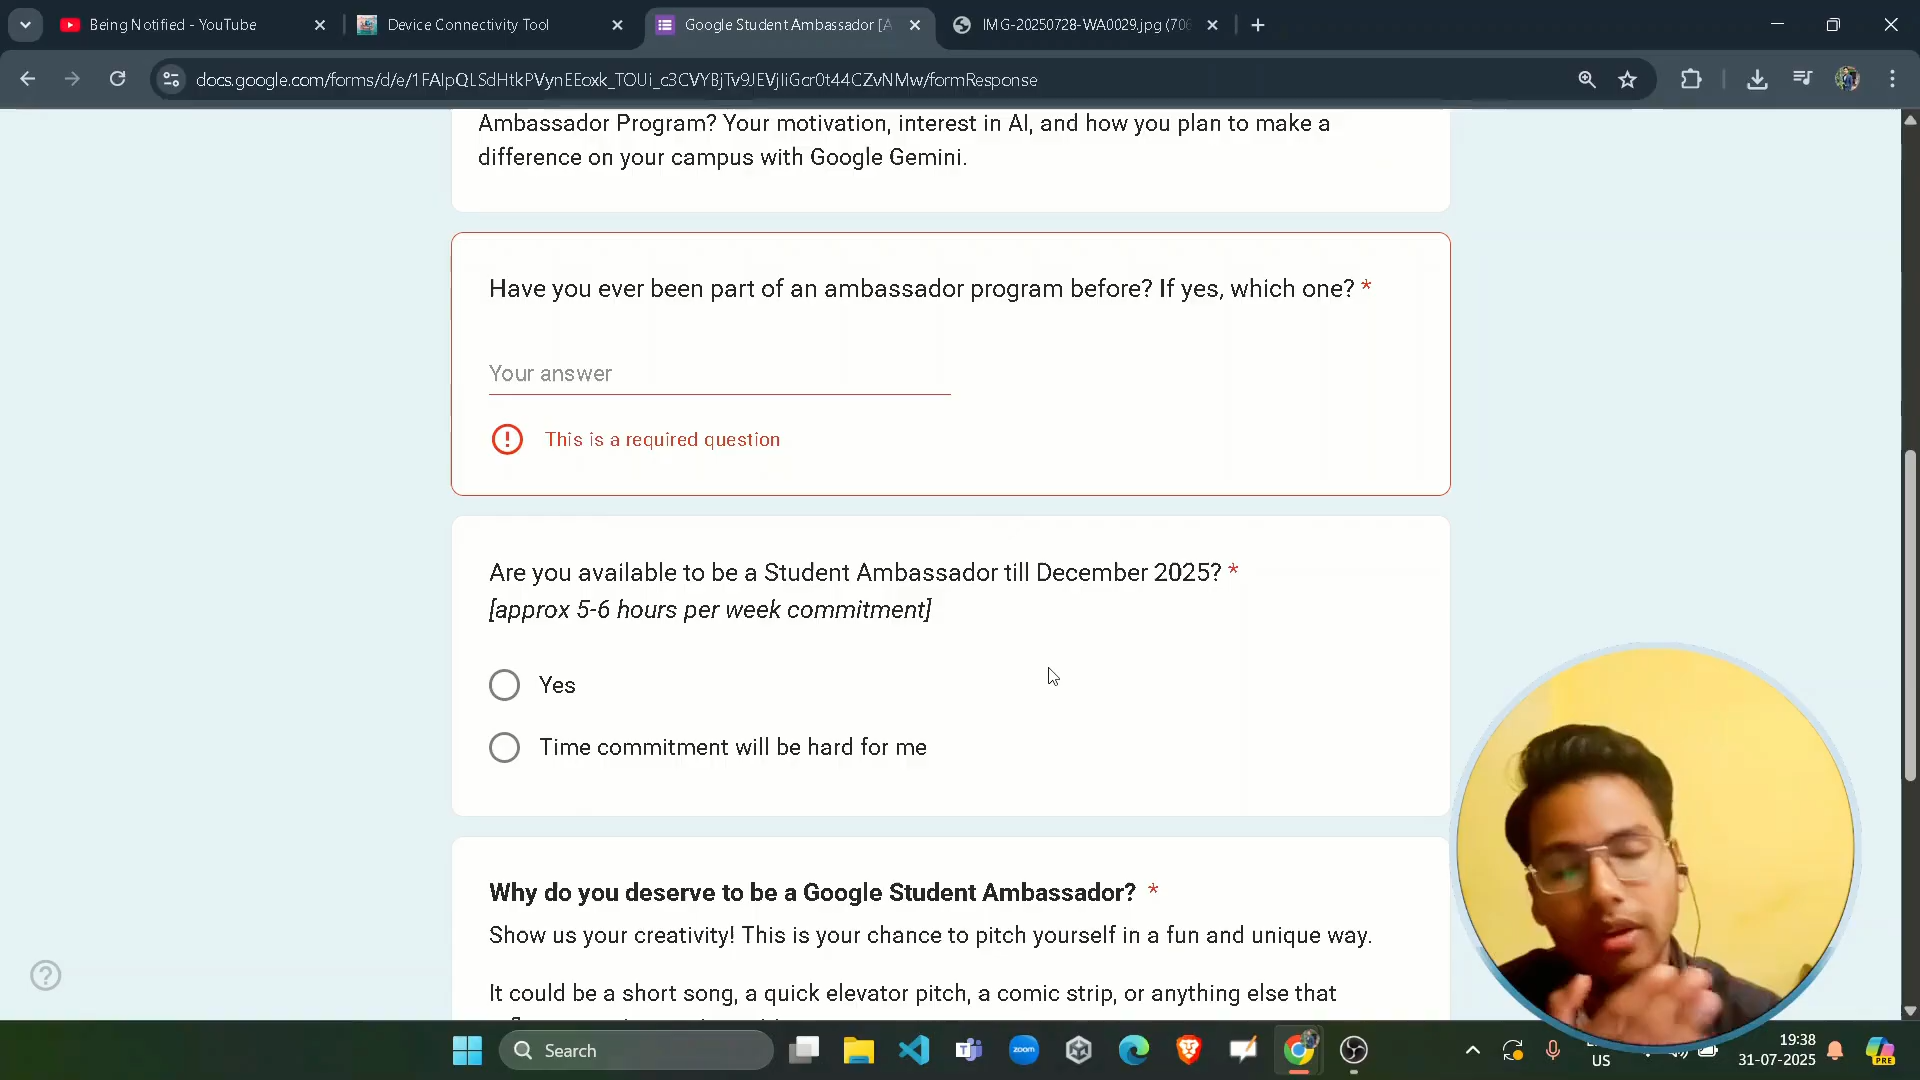 Being Notified - YouTube
Device Connectivity Tool
Google Student Ambassador [A
IMG-20250728-WA0029.jpg (706
docs.google.com/forms/d/e/1FAIpQLSdHtkPVynEEoxk_TOUi_c3CVYBjTv9JEVjIiGcr0t44CZvNMw/formResponse
Ambassador Program? Your motivation, interest in AI, and how you plan to make a
difference on your campus with Google Gemini.
Have you ever been part of an ambassador program before? If yes, which one? *
Your answer
This is a required question
Are you available to be a Student Ambassador till December 2025? *
[approx 5-6 hours per week commitment]
Yes
Time commitment will be hard for me
Why do you deserve to be a Google Student Ambassador? *
Show us your creativity! This is your chance to pitch yourself in a fun and unique way.
It could be a short song, a quick elevator pitch, a comic strip, or anything else that
Search
zoom
US
19:38
31-07-2025
PRE